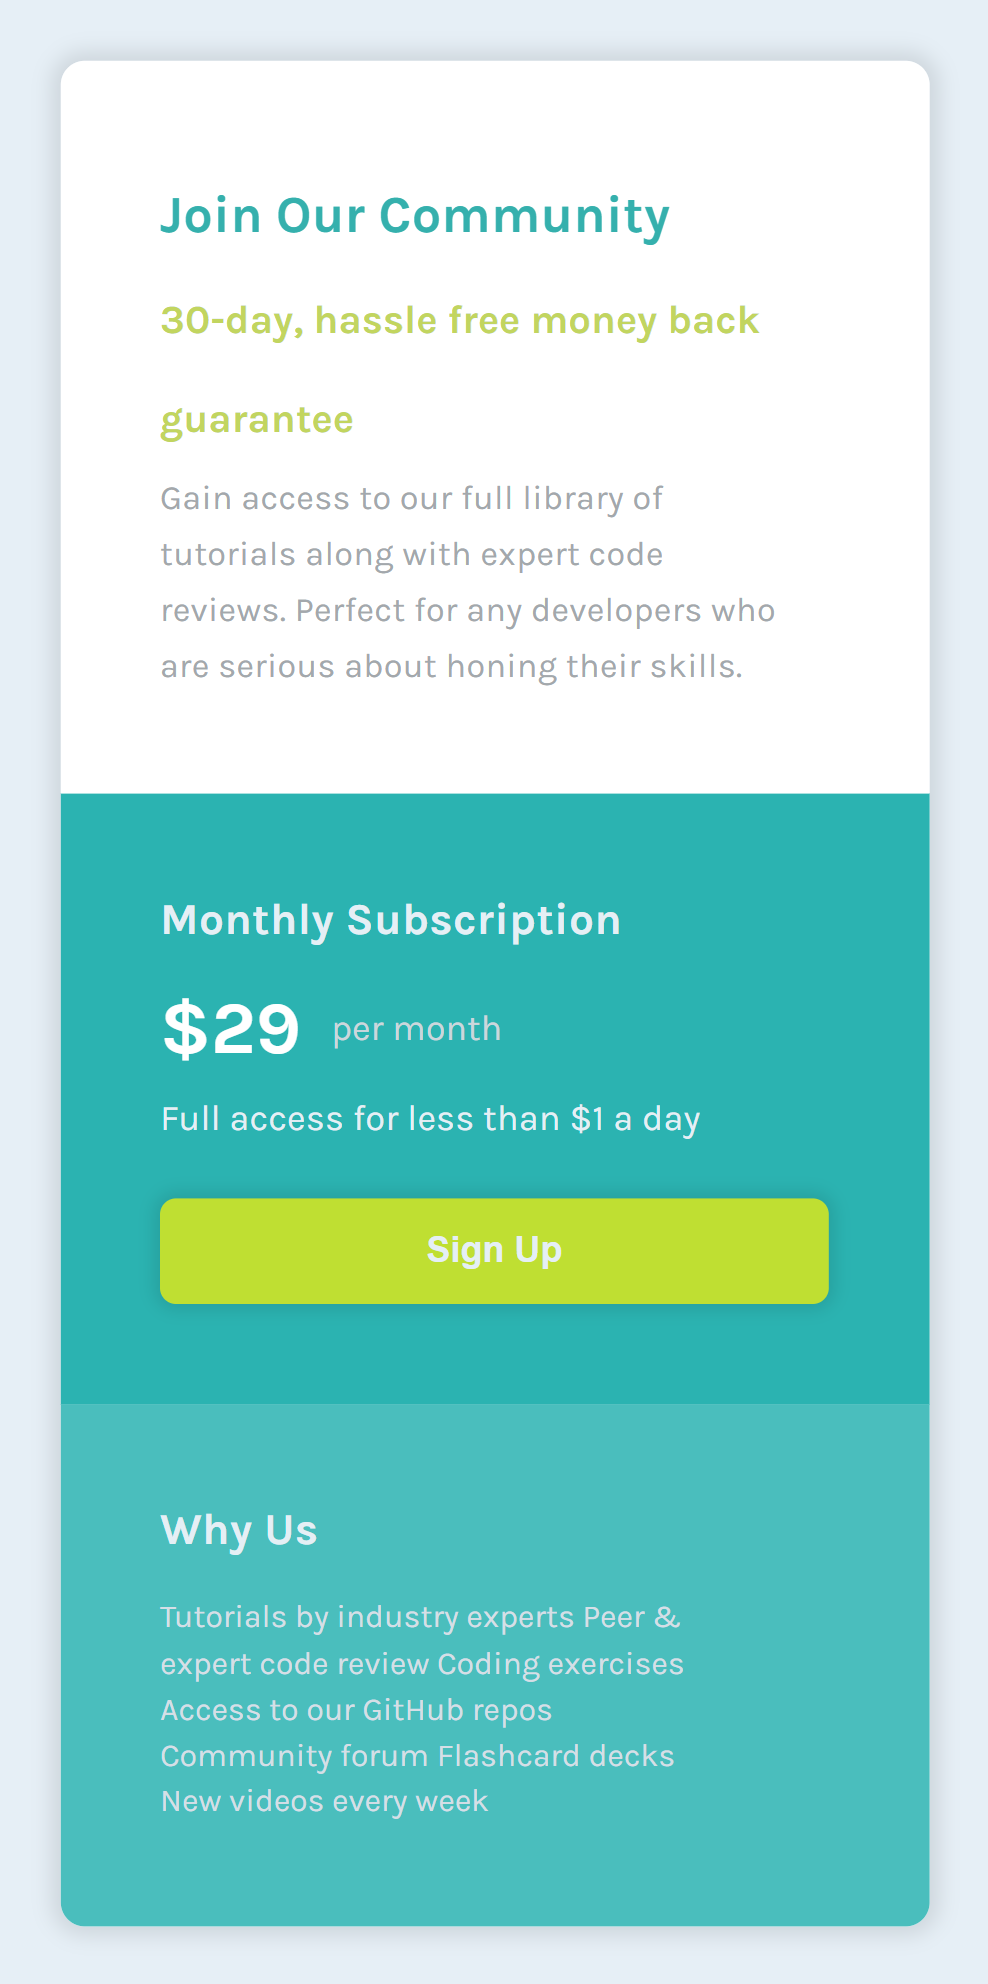 Join Our Community
30-day, hassle free money back
guarantee
Gain access to our full library of
tutorials along with expert code
reviews. Perfect for any developers who
are serious about honing their skills.
Monthly Subscription
$29 per month
Full access for less than $1 a day
Sign Up
Why Us
Tutorials by industry experts Peer &
expert code review Coding exercises
Access to our GitHub repos
Community forum Flashcard decks
New videos every week